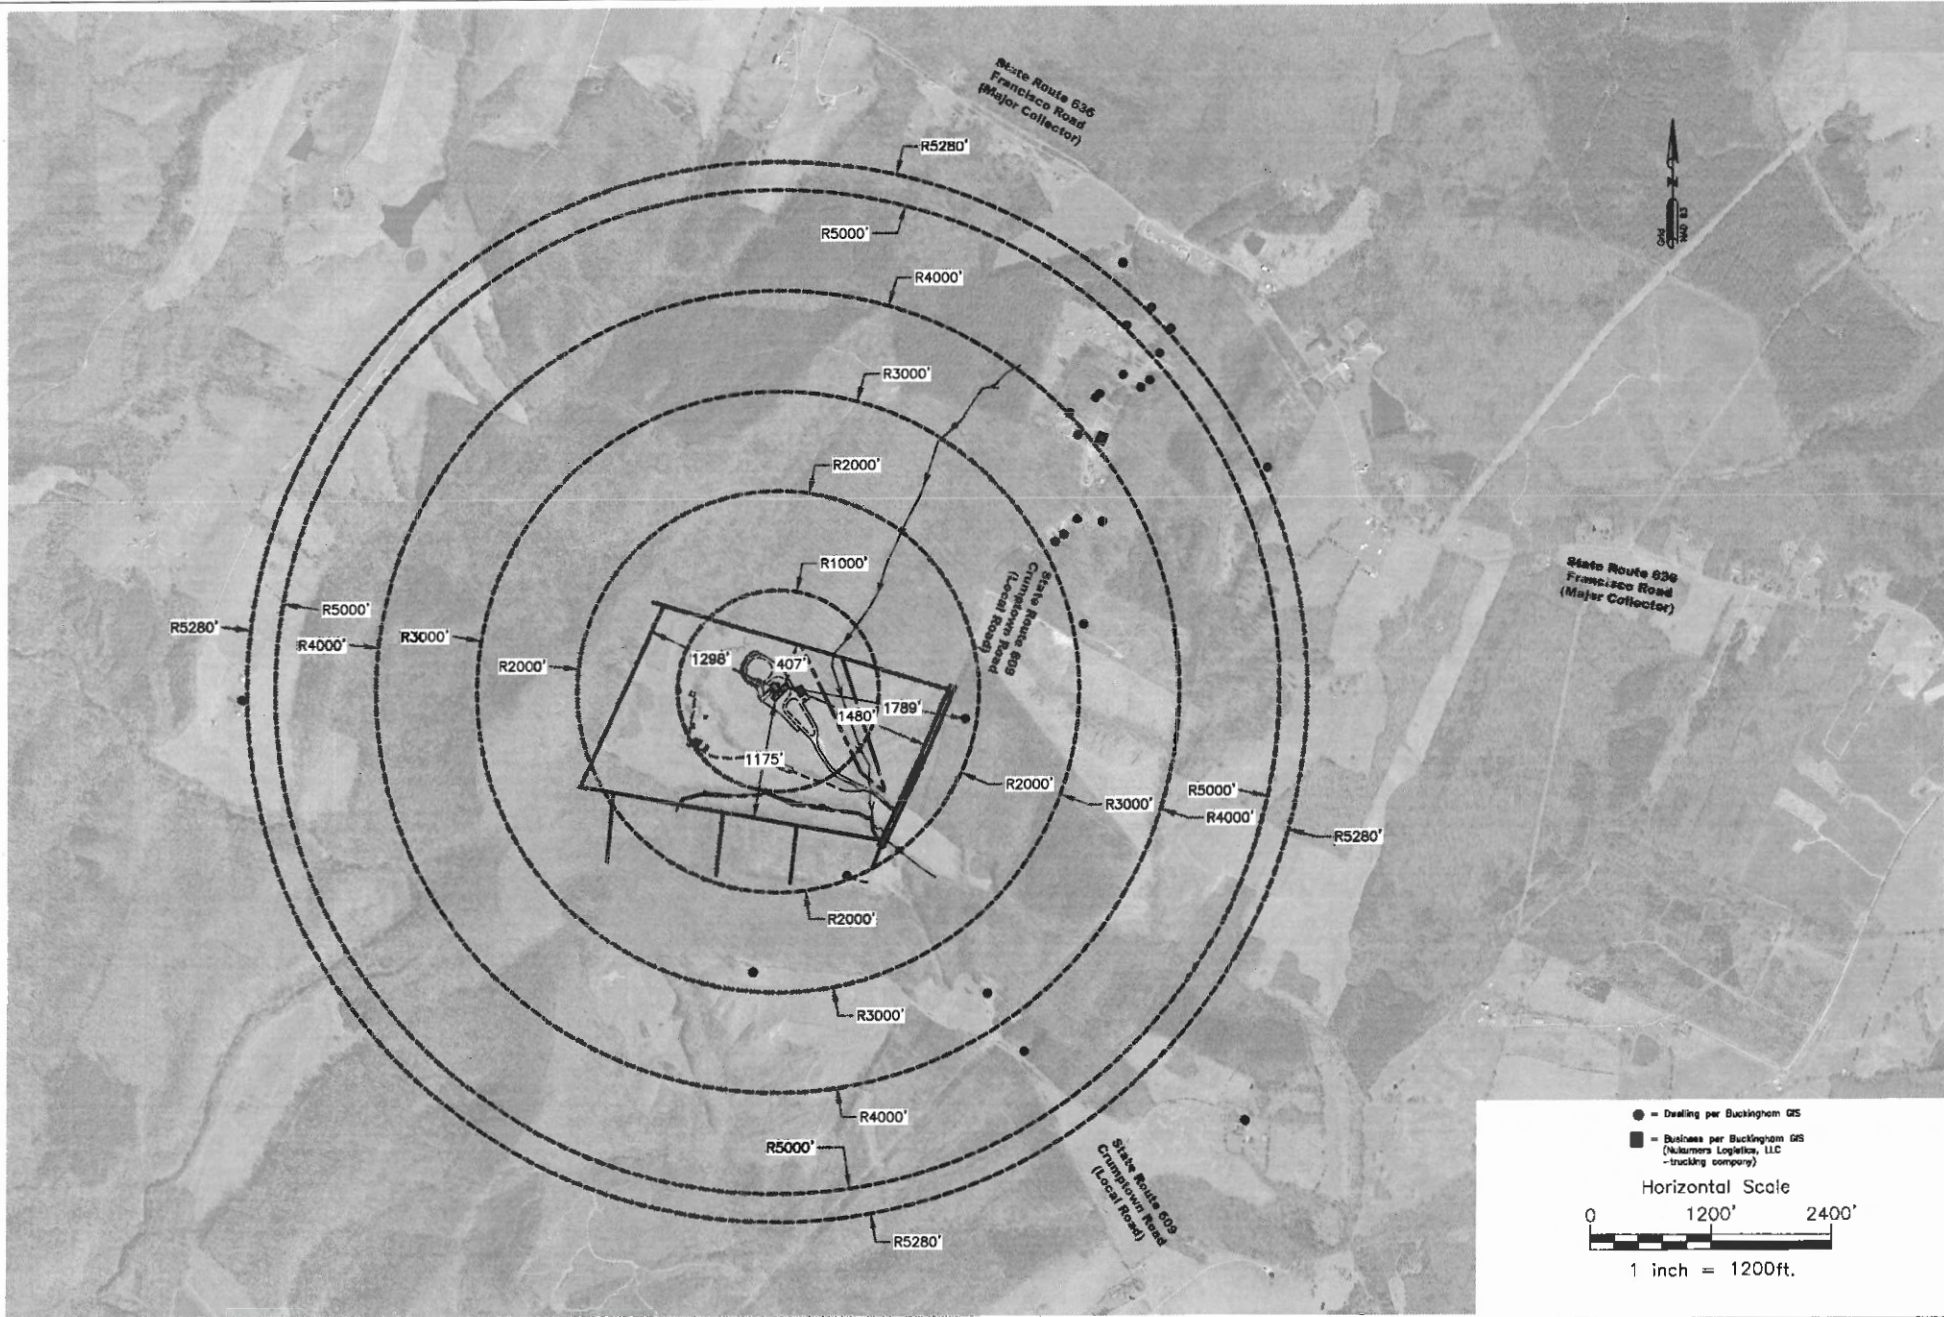 State Route 636
Francisco Road
(Major Collector)
R5280'
R5000'
R4000'
R3000'
R2000'
R1000'
State Route 609
Crumptown Road
(Local Road)
State Route 636
Francisco Road
(Major Collector)
Grid
N
NAD 83
R5280'
R5000'
R4000'
R3000'
R2000'
1298'
407'
1789'
1480'
1175'
R2000'
R3000'
R5000'
R4000'
R5280'
R2000'
R3000'
R4000'
R5000'
R5280'
State Route 609
Crumptown Road
(Local Road)
= Dwelling per Buckingham GIS
= Business per Buckingham GIS
(Nukumers Logistics, LLC
-trucking company)
Horizontal Scale
0 1200' 2400'
1 inch = 1200ft.